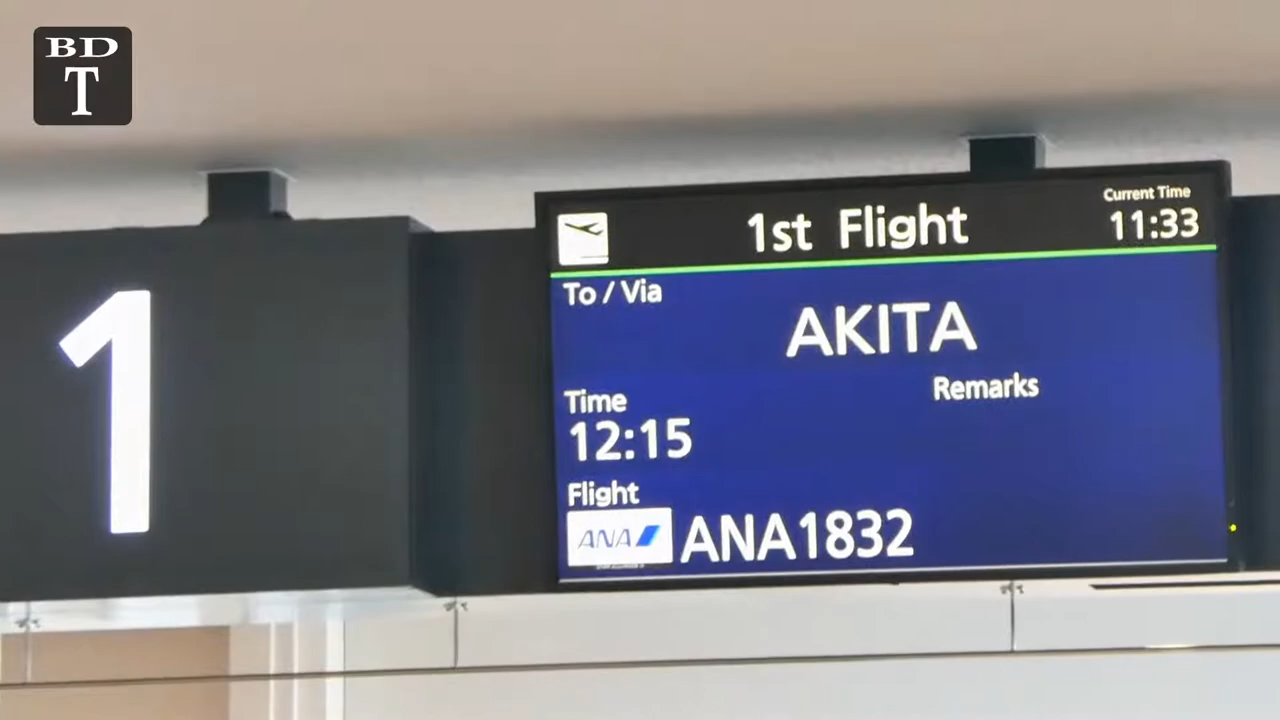 BD
T
1
1st Flight
Current Time
11:33
To / Via
AKITA
Remarks
Time
12:15
Flight
ANA
ANA1832